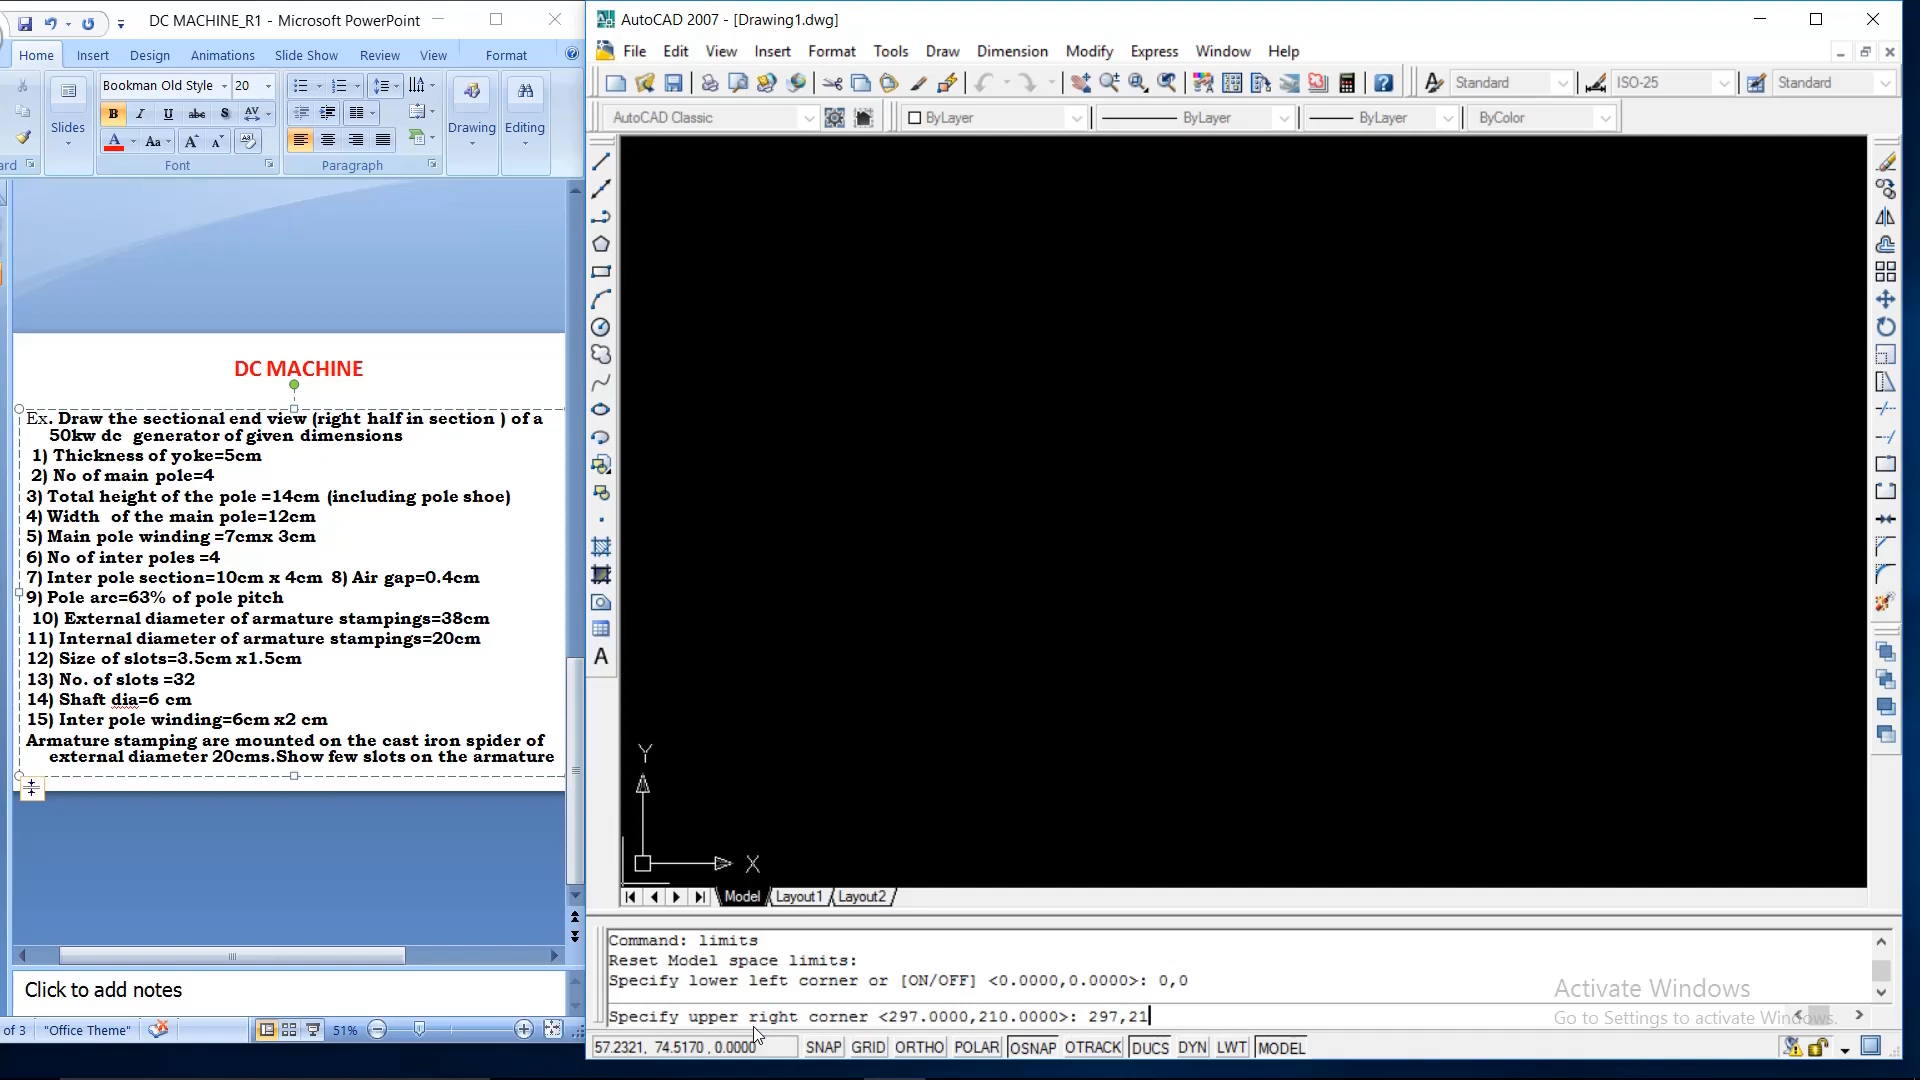 DC MACHINE_R1 - Microsoft PowerPoint
Home Insert Design Animations Slide Show Review View Format
Bookman Old Style 20
Slides
Drawing
Editing
Font
Paragraph
DC MACHINE
Ex. Draw the sectional end view (right half in section ) of a
50kw dc generator of given dimensions
1) Thickness of yoke=5cm
2) No of main pole=4
3) Total height of the pole =14cm (including pole shoe)
4) Width of the main pole=12cm
5) Main pole winding =7cmx 3cm
6) No of inter poles =4
7) Inter pole section=10cm x 4cm 8) Air gap=0.4cm
9) Pole arc=63% of pole pitch
10) External diameter of armature stampings=38cm
11) Internal diameter of armature stampings=20cm
12) Size of slots=3.5cm x1.5cm
13) No. of slots =32
14) Shaft dia=6 cm
15) Inter pole winding=6cm x2 cm
Armature stamping are mounted on the cast iron spider of
external diameter 20cms.Show few slots on the armature
Click to add notes
of 3 "Office Theme" 51%
AutoCAD 2007 - [Drawing1.dwg]
File Edit View Insert Format Tools Draw Dimension Modify Express Window Help
Standard ISO-25 Standard
AutoCAD Classic ByLayer ByLayer ByLayer ByColor
A
Y
X
Model Layout1 Layout2
Command: limits
Reset Model space limits:
Specify lower left corner or [ON/OFF] <0.0000,0.0000>: 0,0
Specify upper right corner <297.0000,210.0000>: 297,21
57.2321, 74.5170 , 0.0000 SNAP GRID ORTHO POLAR OSNAP OTRACK DUCS DYN LWT MODEL
Activate Windows
Go to Settings to activate Windows.